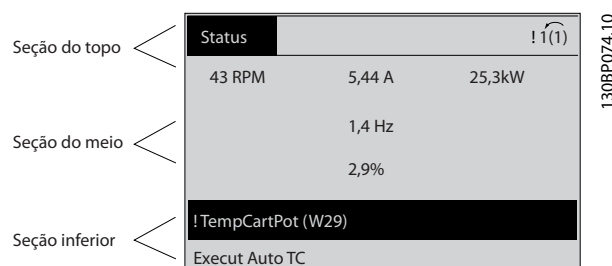 Seção do topo
Status
! 1(1)
43 RPM 5,44 A 25,3kW
Seção do meio
1,4 Hz
2,9%
! TempCartPot (W29)
Seção inferior
Execut Auto TC
130BP074.10